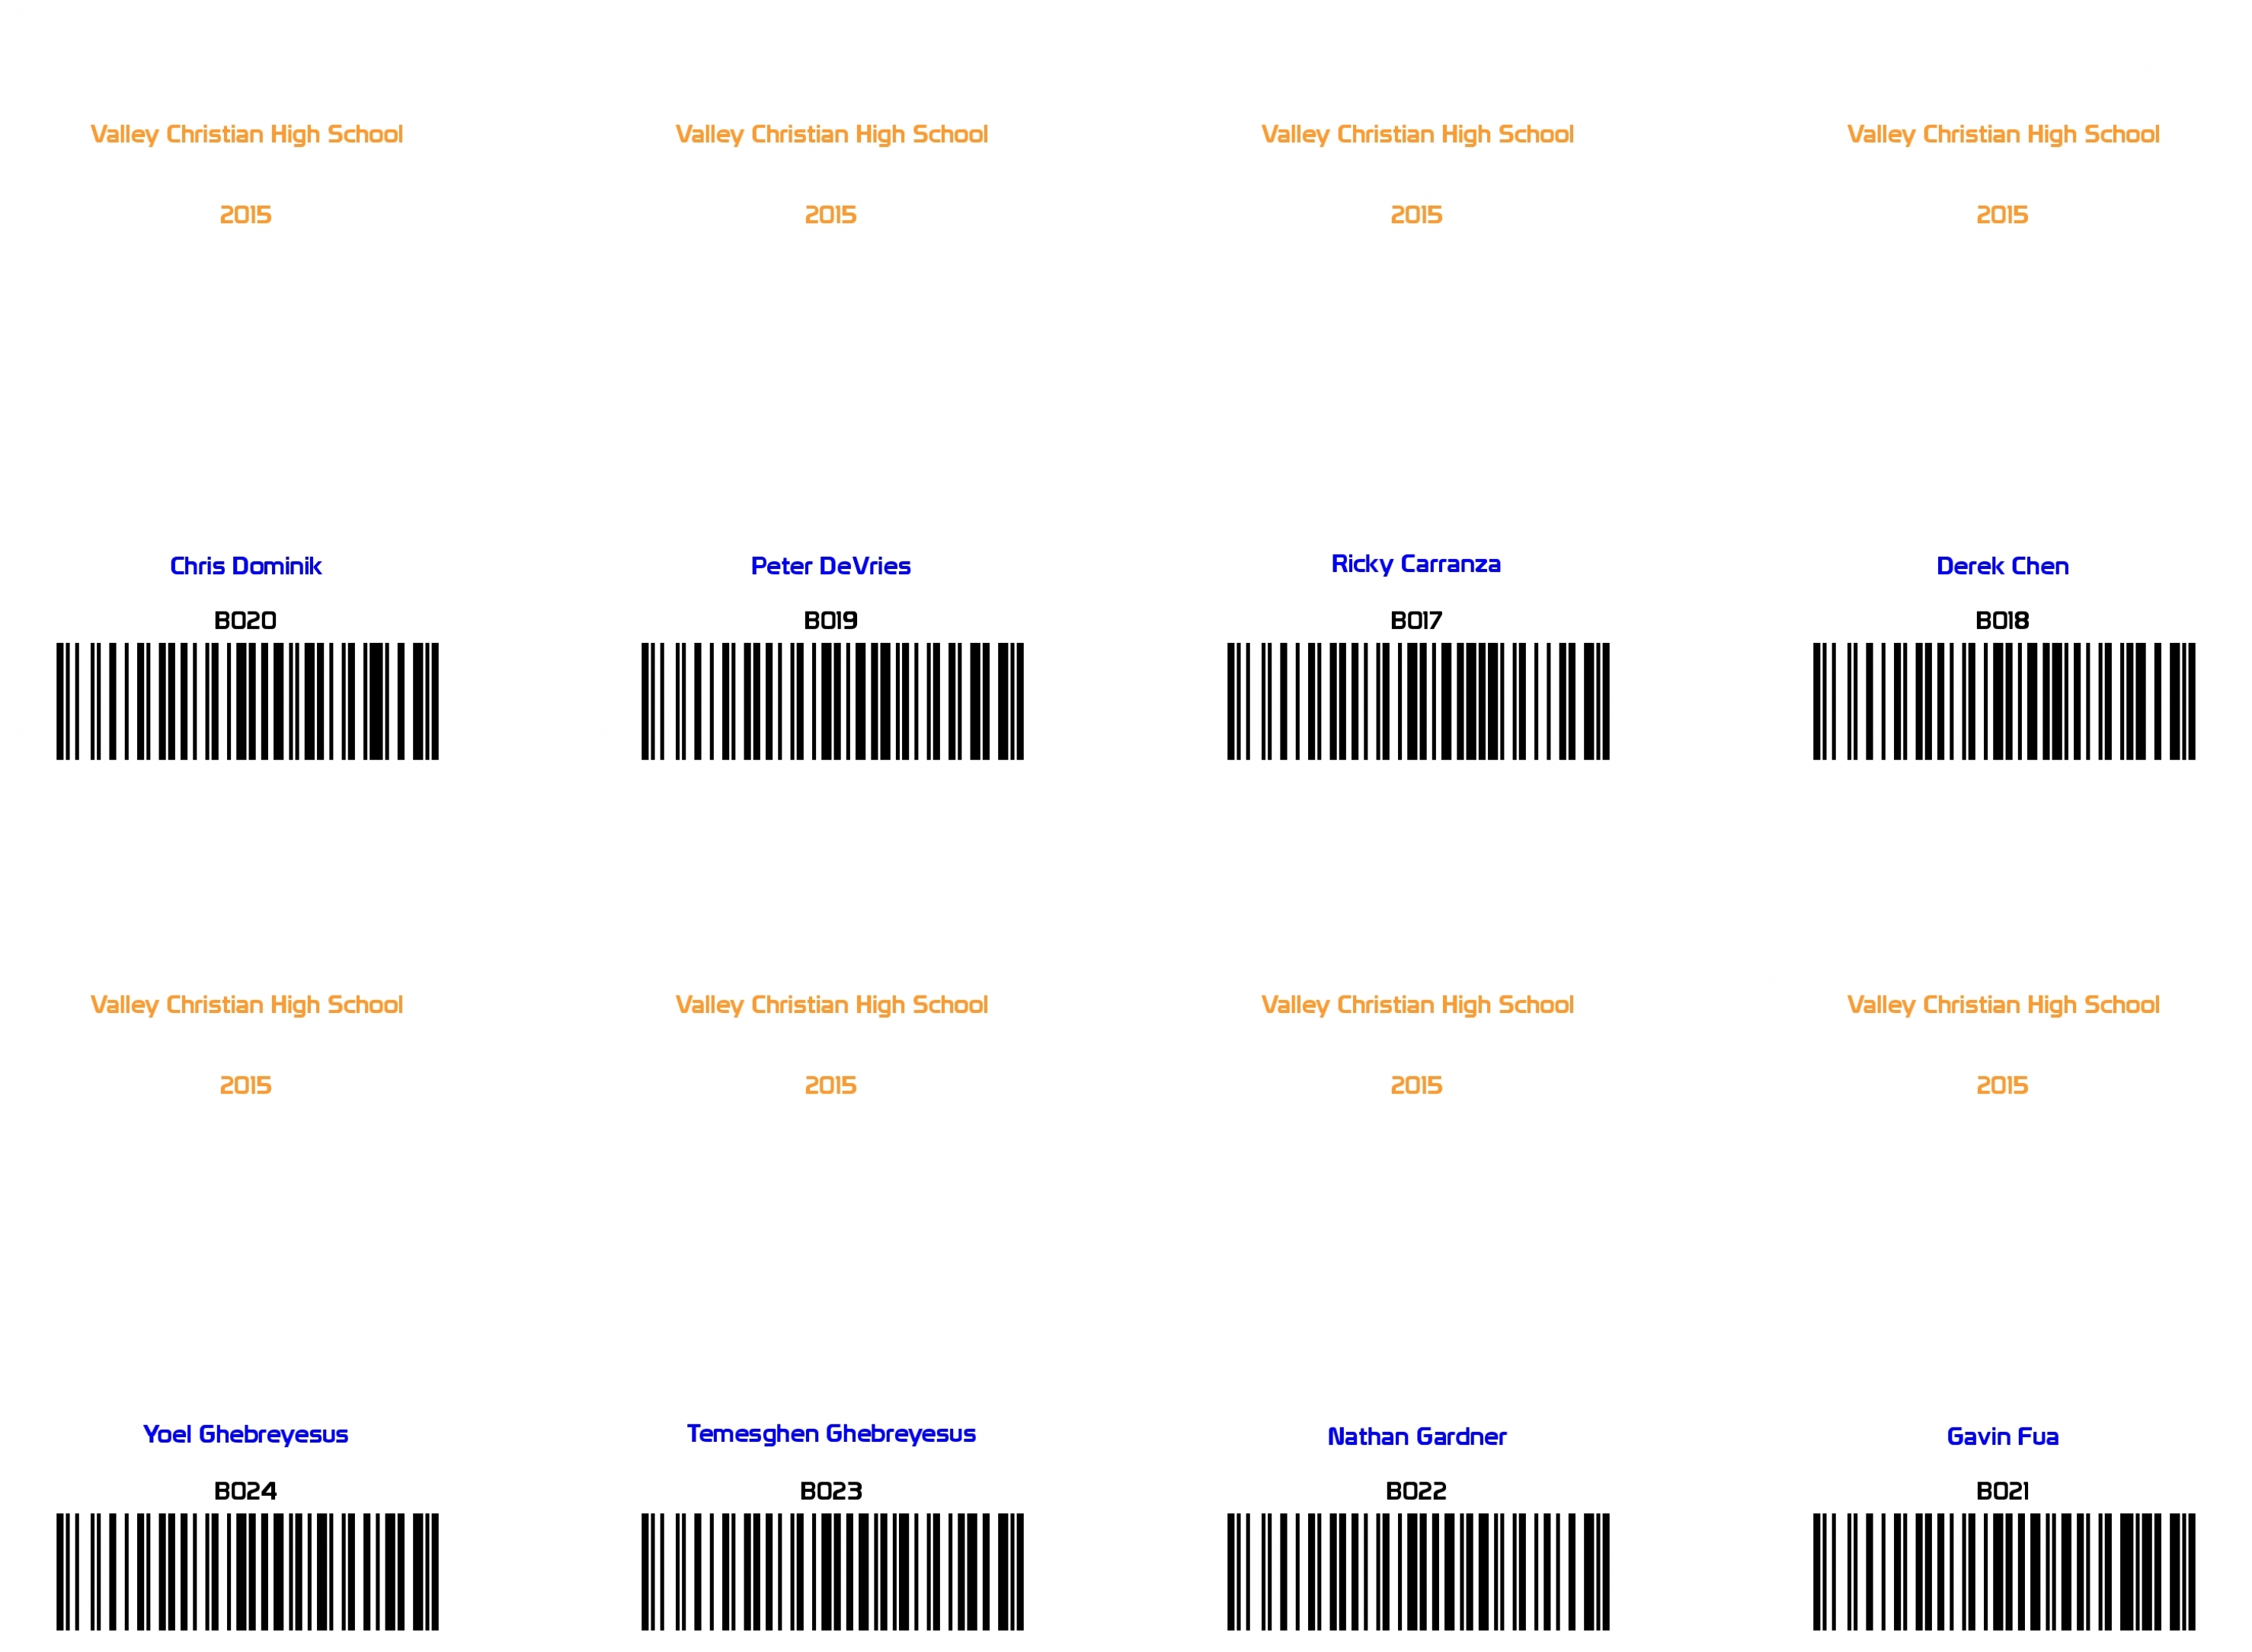 Valley Christian High School
2015
Chris Dominik
B020
Valley Christian High School
2015
Peter DeVries
B019
Valley Christian High School
2015
Ricky Carranza
B017
Valley Christian High School
2015
Derek Chen
B018
Valley Christian High School
2015
Yoel Ghebreyesus
B024
Valley Christian High School
2015
Temesghen Ghebreyesus
B023
Valley Christian High School
2015
Nathan Gardner
B022
Valley Christian High School
2015
Gavin Fua
B021